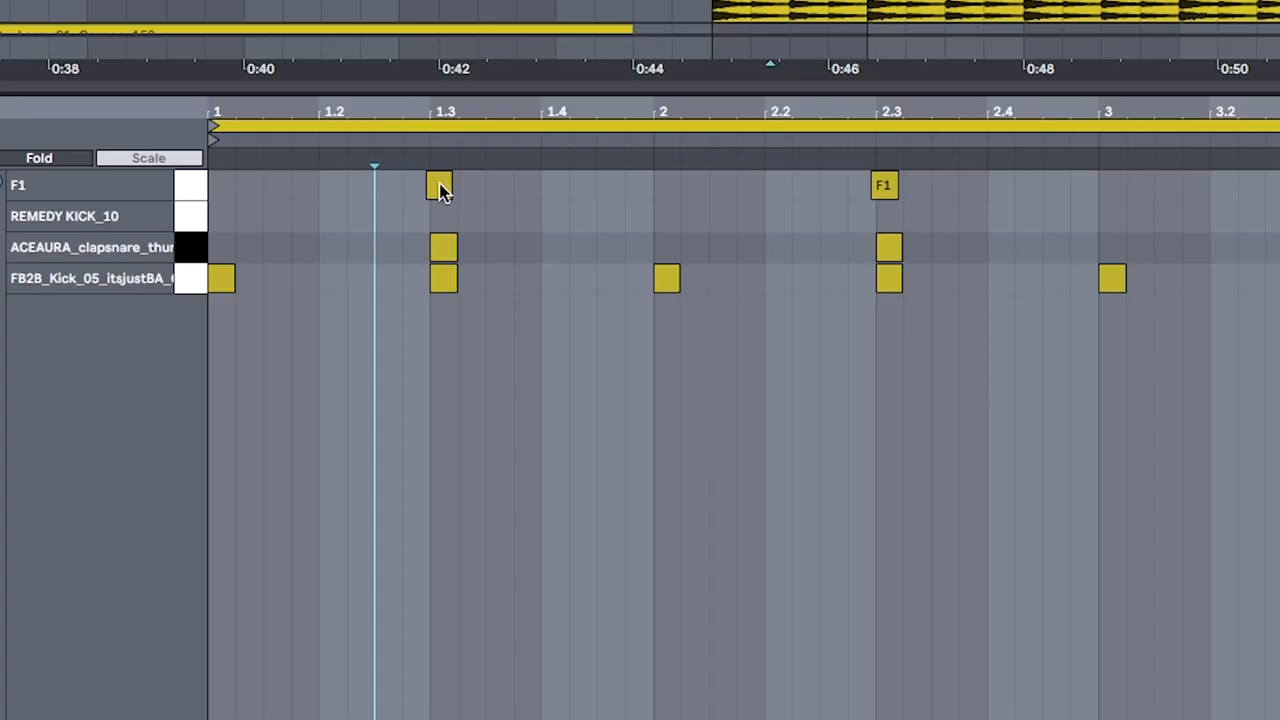 0:38 0:40 0:42 0:44 0:46 0:48 0:50
1 1.2 1.3 1.4 2 2.2 2.3 2.4 3 3.2
Fold Scale
F1 F1
REMEDY KICK_10
ACEAURA_clapsnare_thur
FB2B_Kick_05_itsjustBA_